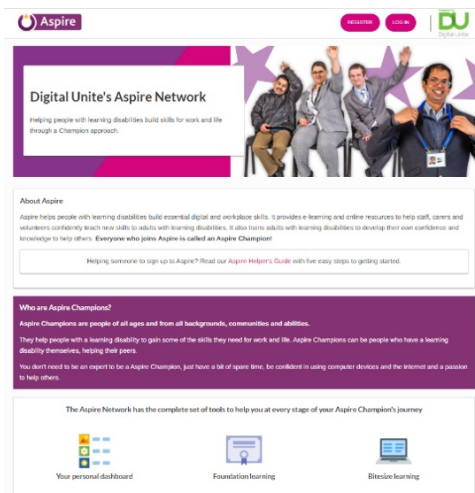 Aspire
REGISTER
LOG IN
DU
Digital Unite
Digital Unite's Aspire Network
Helping people with learning disabilities build skills for work and life
through a Champion approach.
About Aspire
Aspire helps people with learning disabilities build essential digital and workplace skills. It provides e-learning and online resources to help staff, carers and
volunteers confidently teach new skills to adults with learning disabilities. It also trains adults with learning disabilities to develop their own confidence and
knowledge to help others. Everyone who joins Aspire is called an Aspire Champion!
Helping someone to sign up to Aspire? Read our Aspire Helper's Guide with five easy steps to getting started.
Who are Aspire Champions?
Aspire Champions are people of all ages and from all backgrounds, communities and abilities.
They help people with a learning disablity to gain some of the skills they need for work and life. Aspire Champions can be people who have a learning
disability themselves, helping their peers.
You don't need to be an expert to be a Aspire Champion, just have a bit of spare time, be confident in using computer devices and the internet and a passion
to help others.
The Aspire Network has the complete set of tools to help you at every stage of your Aspire Champion's journey
Your personal dashboard
Foundation learning
Bitesize learning